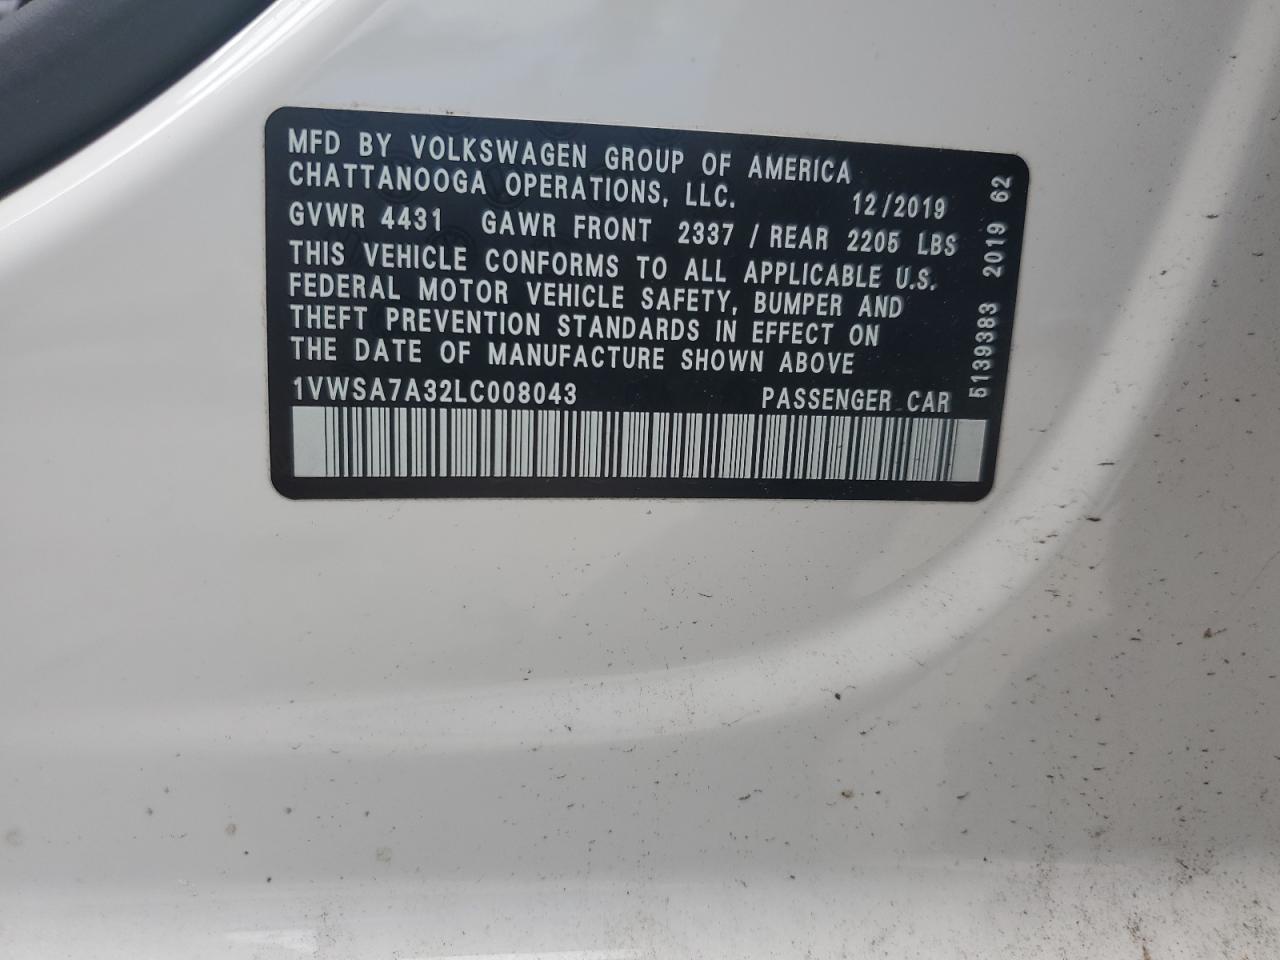 MFD BY VOLKSWAGEN GROUP OF AMERICA
CHATTANOOGA OPERATIONS, LLC. 12/2019
GVWR 4431 GAWR FRONT 2337 / REAR 2205 LBS
THIS VEHICLE CONFORMS TO ALL APPLICABLE U.S.
FEDERAL MOTOR VEHICLE SAFETY, BUMPER AND
THEFT PREVENTION STANDARDS IN EFFECT ON
THE DATE OF MANUFACTURE SHOWN ABOVE
1VWSA7A32LC008043 PASSENGER CAR
5139383 2019 62